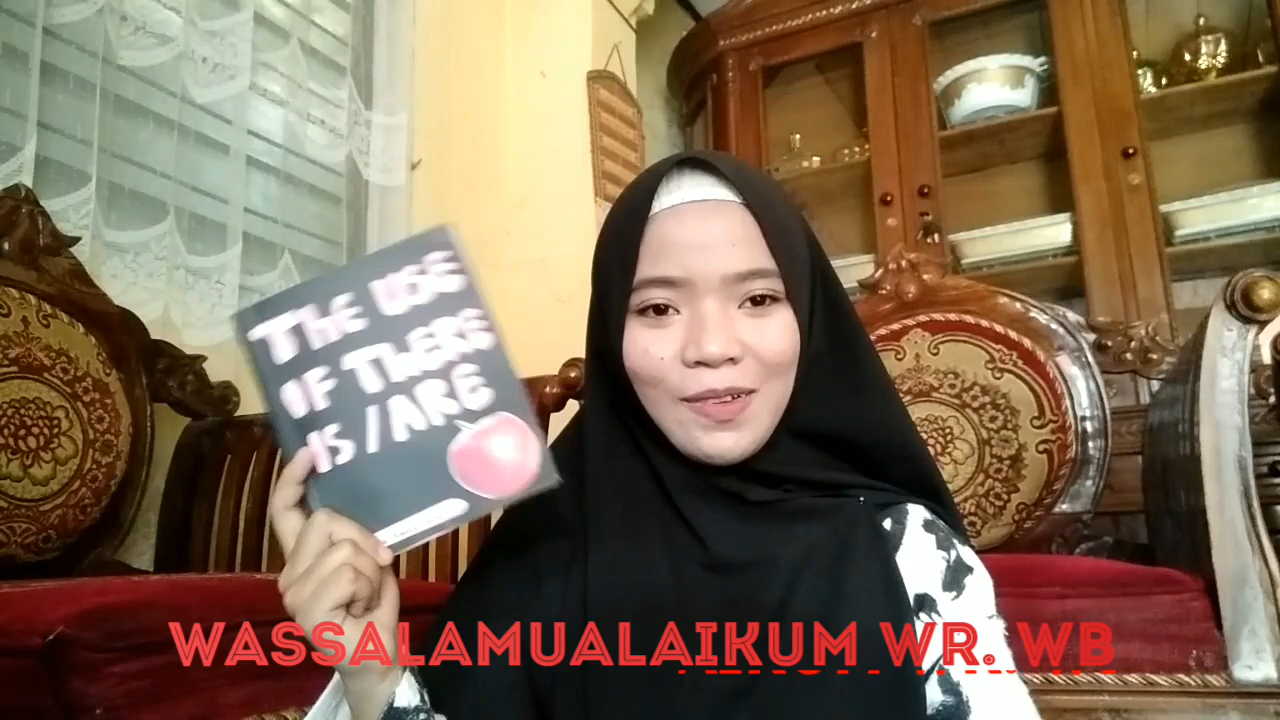 THE USE
OF THERE
IS / ARE
WASSALAMUALAIKUM WR. WB